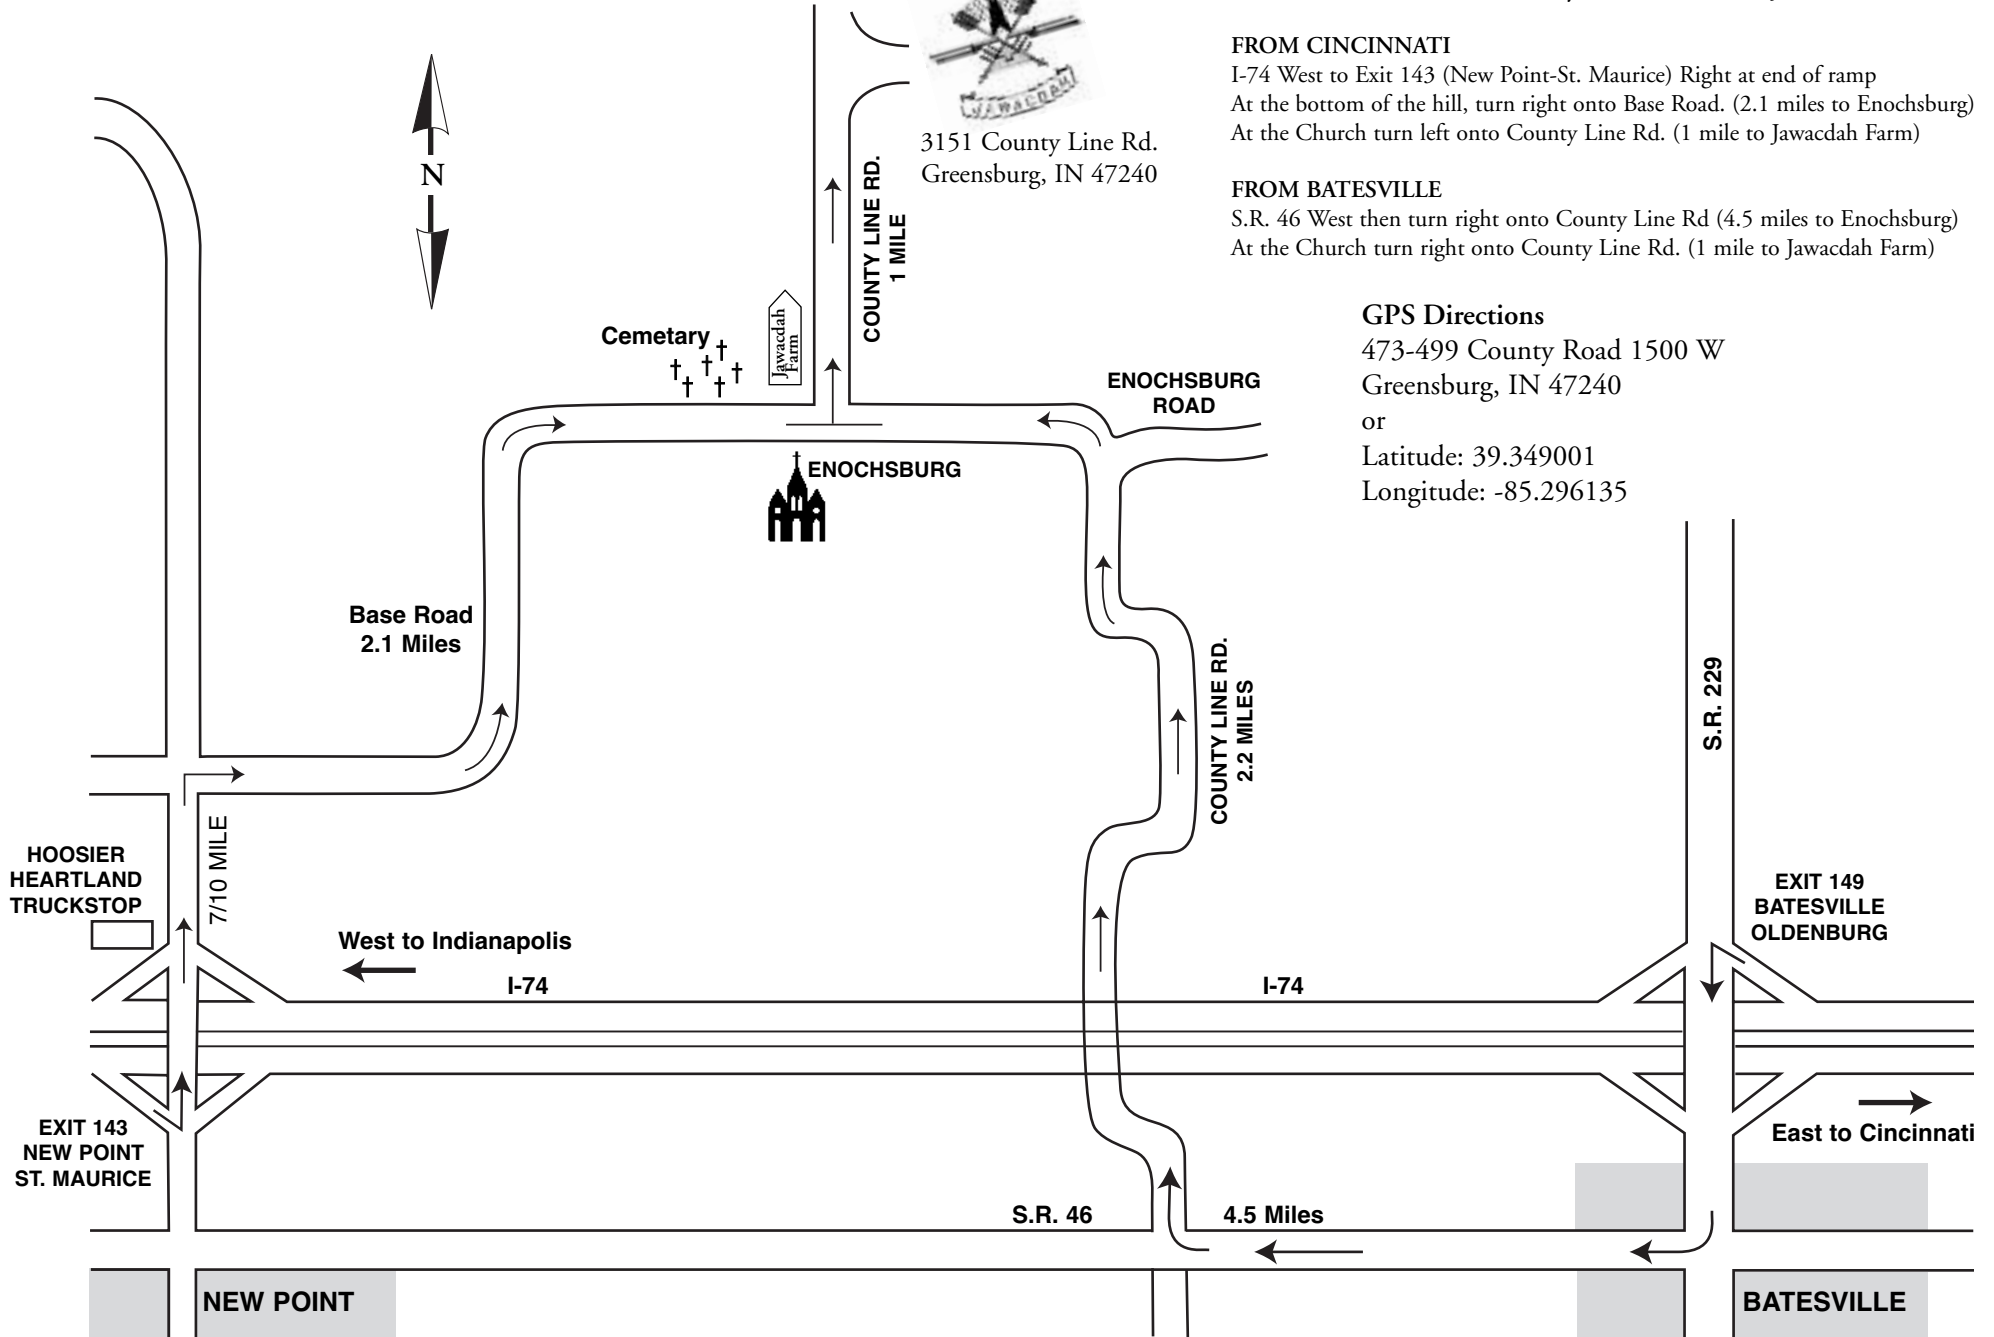 JAWACDAH
3151 County Line Rd.
Greensburg, IN 47240
FROM CINCINNATI
I-74 West to Exit 143 (New Point-St. Maurice) Right at end of ramp
At the bottom of the hill, turn right onto Base Road. (2.1 miles to Enochsburg)
At the Church turn left onto County Line Rd. (1 mile to Jawacdah Farm)
FROM BATESVILLE
S.R. 46 West then turn right onto County Line Rd (4.5 miles to Enochsburg)
At the Church turn right onto County Line Rd. (1 mile to Jawacdah Farm)
GPS Directions
473-499 County Road 1500 W
Greensburg, IN 47240
or
Latitude: 39.349001
Longitude: -85.296135
N
COUNTY LINE RD.
1 MILE
Cemetary
Jawacdah
Farm
ENOCHSBURG
ROAD
ENOCHSBURG
Base Road
2.1 Miles
COUNTY LINE RD.
2.2 MILES
S.R. 229
7/10 MILE
HOOSIER
HEARTLAND
TRUCKSTOP
EXIT 149
BATESVILLE
OLDENBURG
West to Indianapolis
I-74
I-74
EXIT 143
NEW POINT
ST. MAURICE
East to Cincinnati
S.R. 46
4.5 Miles
NEW POINT
BATESVILLE